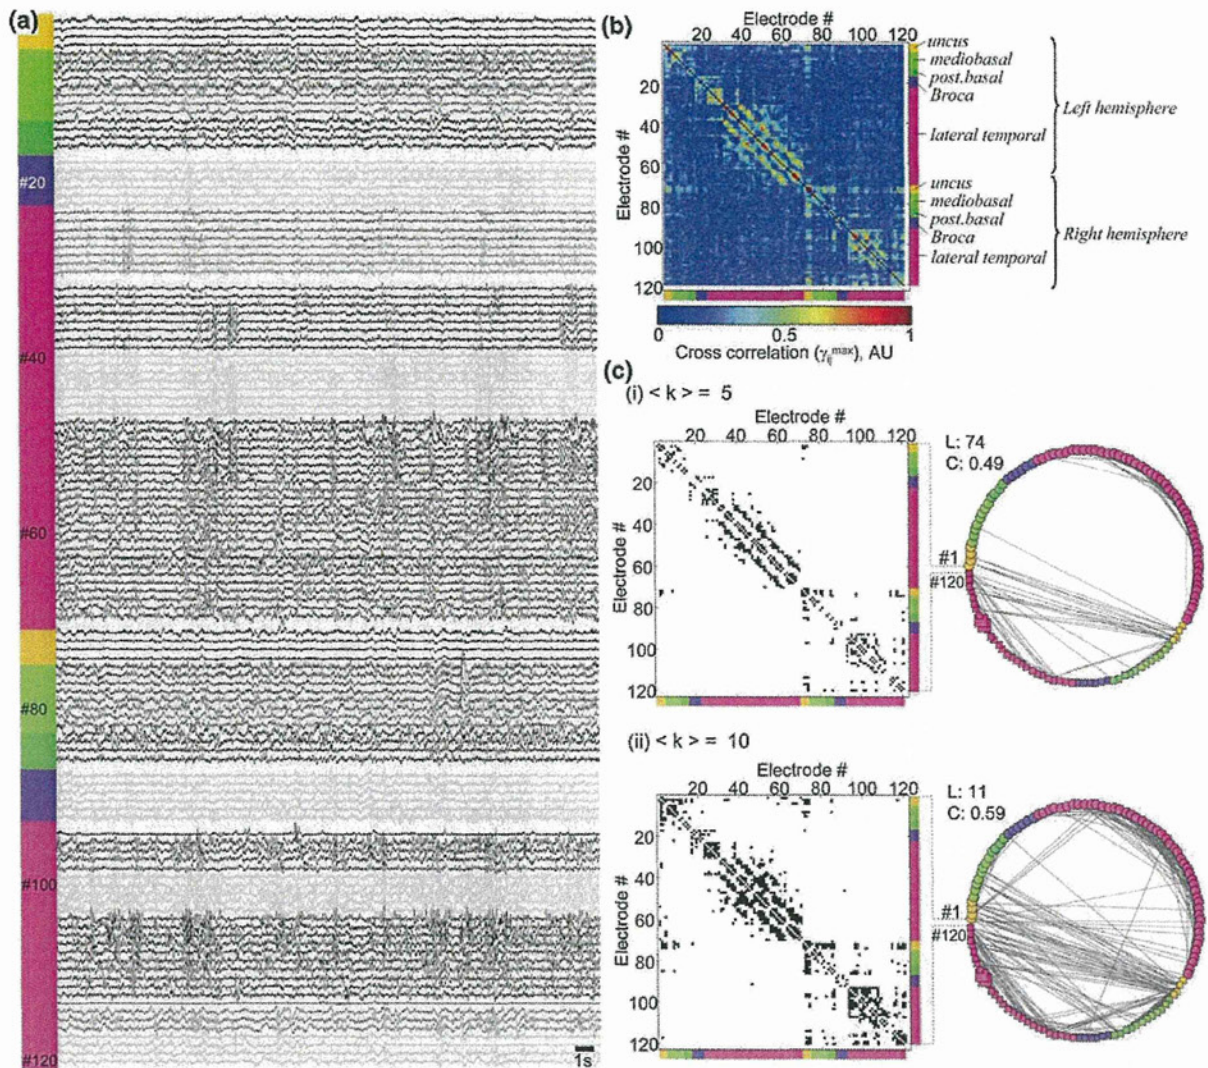 (a)
#20
#40
#60
#80
#100
#120
1s
(b)
Electrode #
20 40 60 80 100 120
Electrode #
20
40
60
80
100
120
uncus
mediobasal
post.basal
Broca
lateral temporal
Left hemisphere
uncus
mediobasal
post.basal
Broca
lateral temporal
Right hemisphere
0 0.5 1
Cross correlation (γij^max), AU
(c)
(i) < k > = 5
Electrode #
20 40 60 80 100 120
Electrode #
20
40
60
80
100
120
L: 74
C: 0.49
#1
#120
(ii) < k > = 10
Electrode #
20 40 60 80 100 120
Electrode #
20
40
60
80
100
120
L: 11
C: 0.59
#1
#120